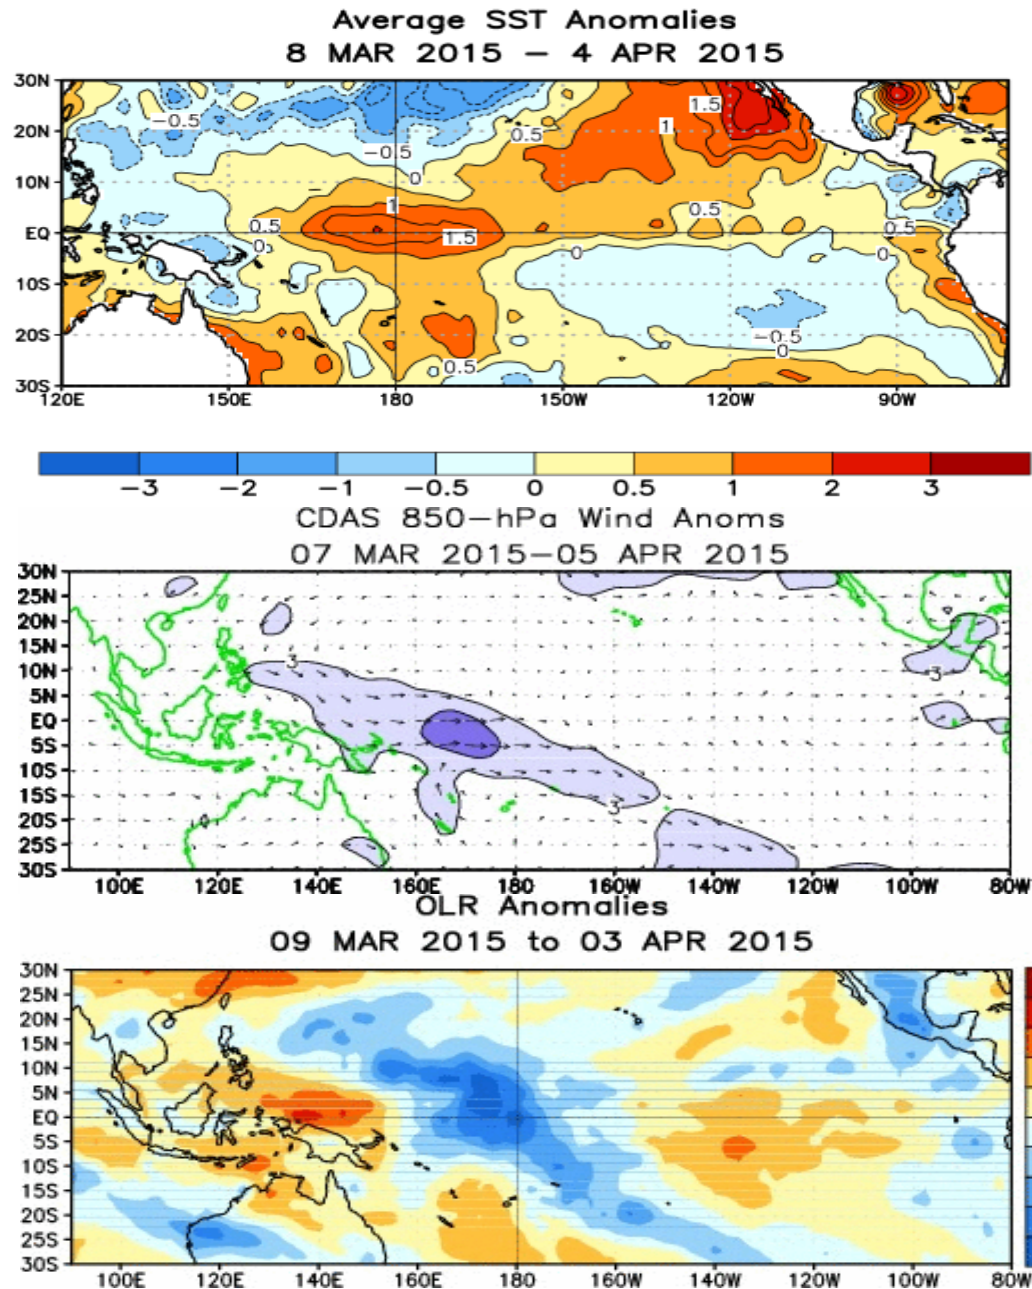 Average SST Anomalies
8 MAR 2015 – 4 APR 2015
30N
20N
10N
EQ
10S
20S
30S
−0.5
−0.5
0
0.5
1
1.5
1
0.5
0
1.5
0.5
0
0.5
0
−0.5
0
0.5
120E 150E 180 150W 120W 90W
−3 −2 −1 −0.5 0 0.5 1 2 3
CDAS 850−hPa Wind Anoms
07 MAR 2015−05 APR 2015
30N
25N
20N
15N
10N
5N
EQ
5S
10S
15S
20S
25S
30S
3
3
3
100E 120E 140E 160E 180 160W 140W 120W 100W 80W
OLR Anomalies
09 MAR 2015 to 03 APR 2015
30N
25N
20N
15N
10N
5N
EQ
5S
10S
15S
20S
25S
30S
100E 120E 140E 160E 180 160W 140W 120W 100W 80W